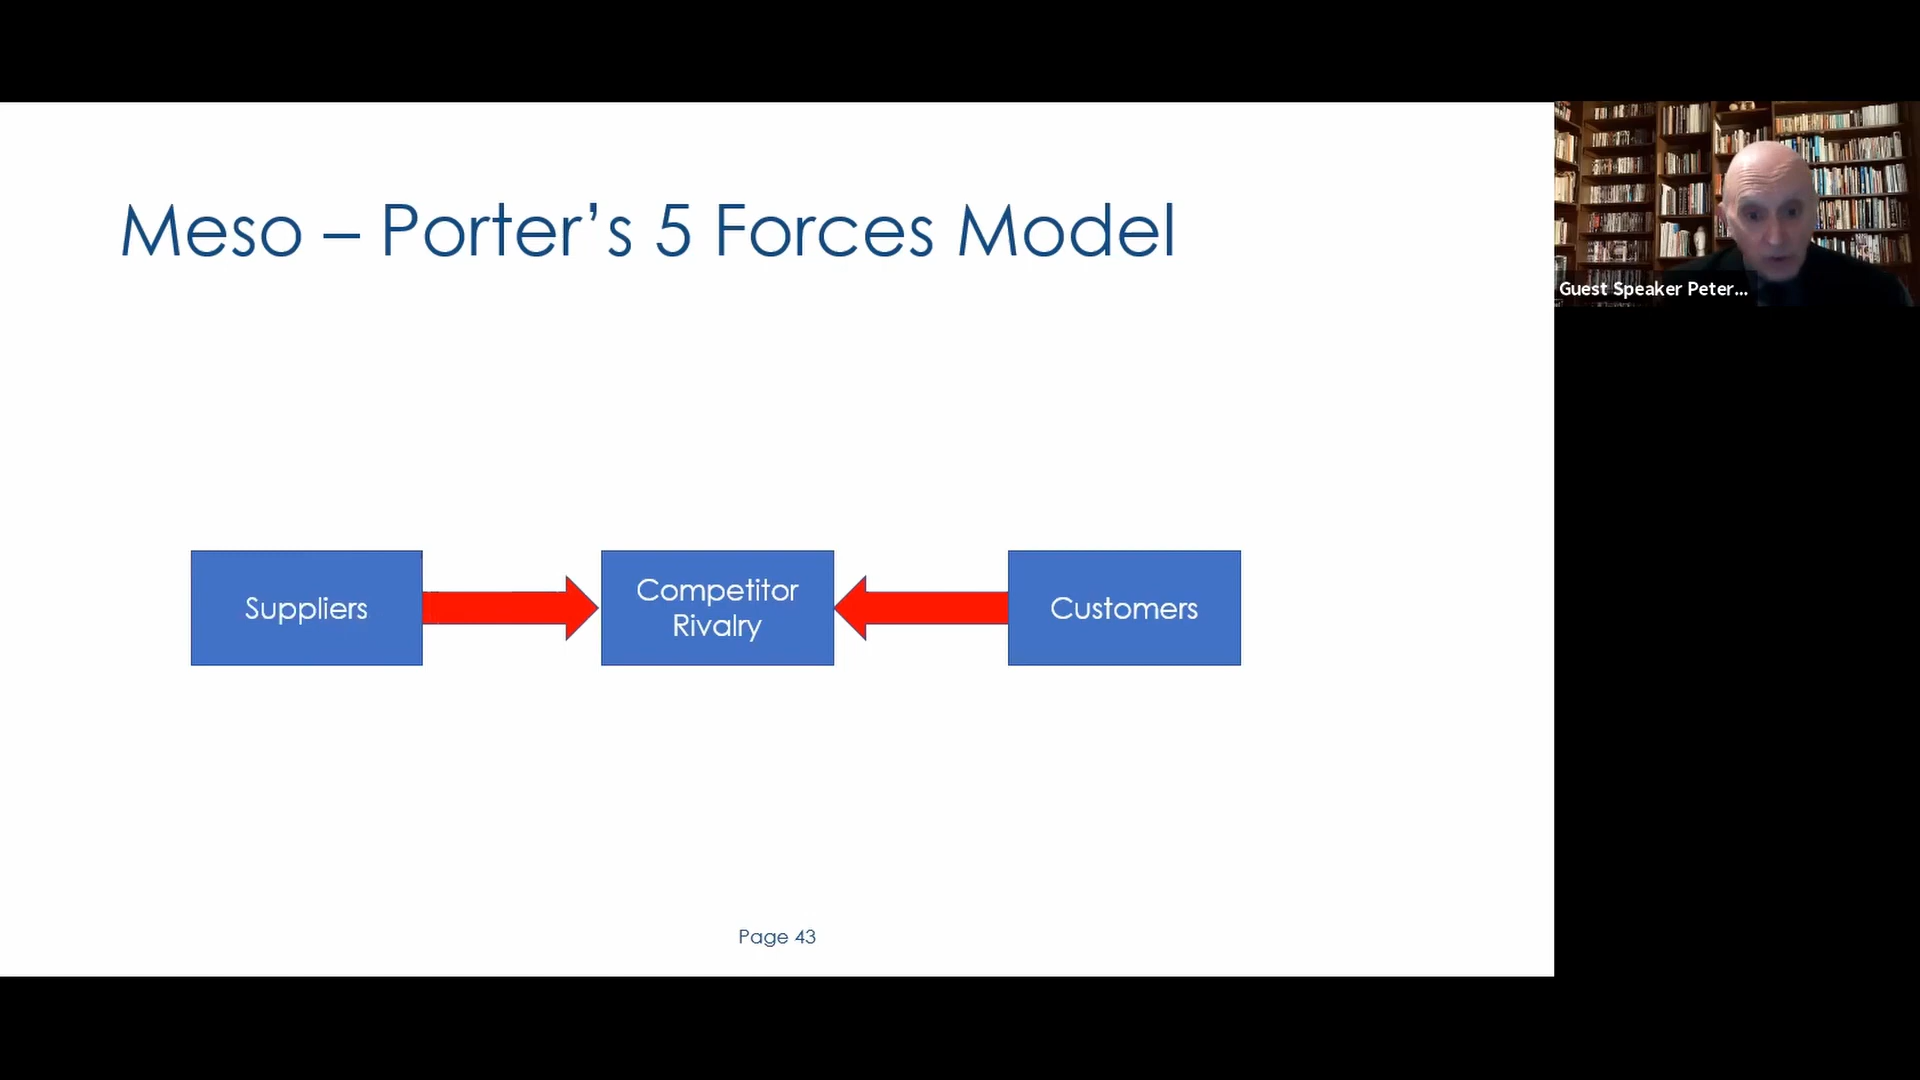 Meso – Porter’s 5 Forces Model
Guest Speaker Peter...
Suppliers
Competitor
Rivalry
Customers
Page 43